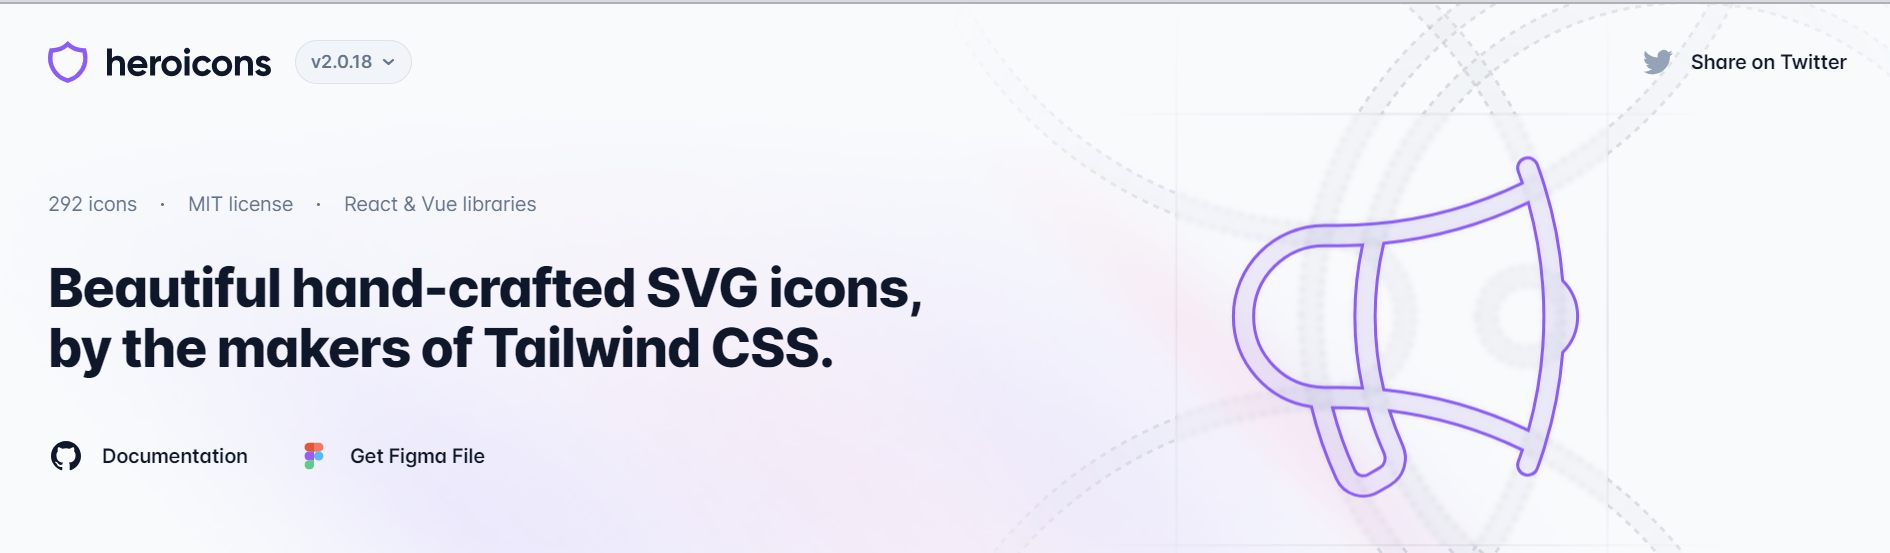 heroicons
v2.0.18
Share on Twitter
292 icons · MIT license · React & Vue libraries
Beautiful hand-crafted SVG icons,
by the makers of Tailwind CSS.
Documentation
Get Figma File